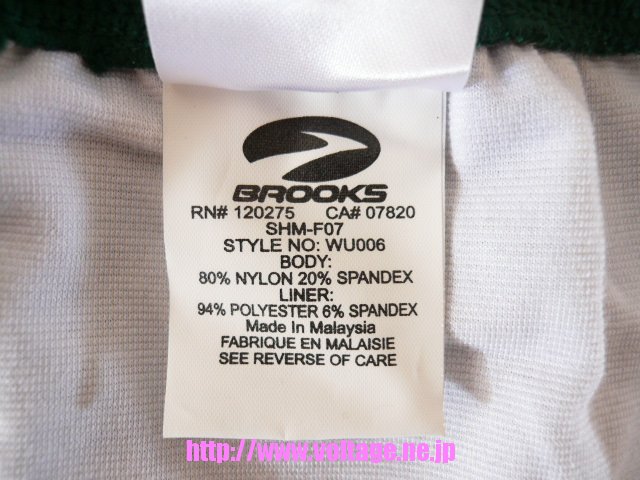 BROOKS
RN# 120275 CA# 07820
SHM-F07
STYLE NO: WU006
BODY:
80% NYLON 20% SPANDEX
LINER:
94% POLYESTER 6% SPANDEX
Made In Malaysia
FABRIQUE EN MALAISIE
SEE REVERSE OF CARE
http://www.voltage.ne.jp